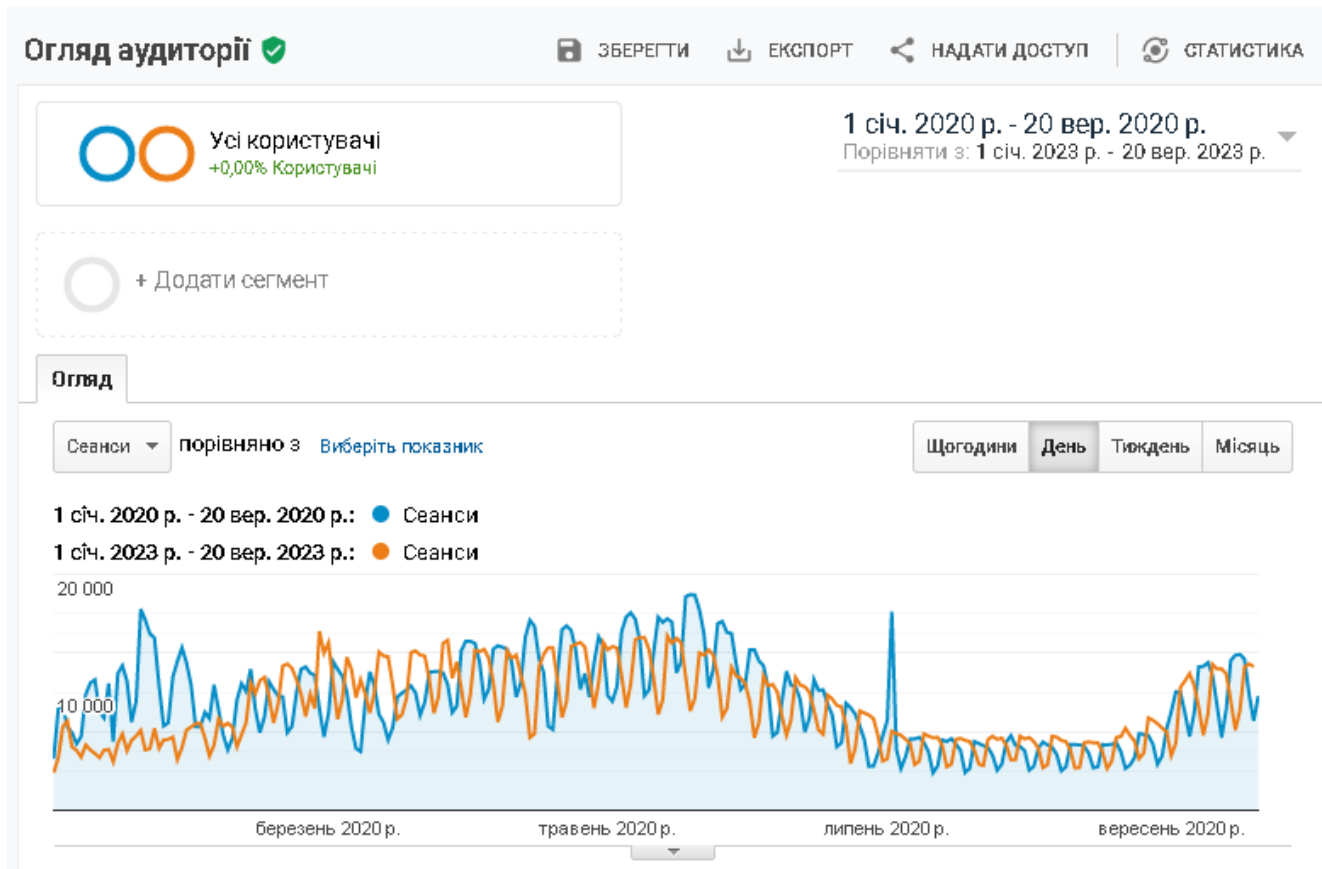 Огляд аудиторії
ЗБЕРЕГТИ
ЕКСПОРТ
НАДАТИ ДОСТУП
СТАТИСТИКА
Усі користувачі
+0,00% Користувачі
1 січ. 2020 р. - 20 вер. 2020 р.
Порівняти з: 1 січ. 2023 р. - 20 вер. 2023 р.
+ Додати сегмент
Огляд
Сеанси порівняно з Виберіть показник
Щогодини День Тиждень Місяць
1 січ. 2020 р. - 20 вер. 2020 р.: Сеанси
1 січ. 2023 р. - 20 вер. 2023 р.: Сеанси
20 000
10 000
березень 2020 р. травень 2020 р. липень 2020 р. вересень 2020 р.